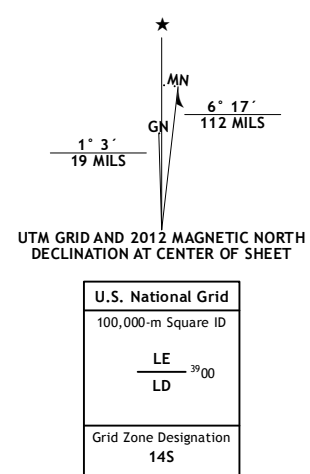 ★
MN
GN
6° 17´
112 MILS
1° 3´
19 MILS
UTM GRID AND 2012 MAGNETIC NORTH
DECLINATION AT CENTER OF SHEET
U.S. National Grid
100,000-m Square ID
LE
3900
LD
Grid Zone Designation
14S